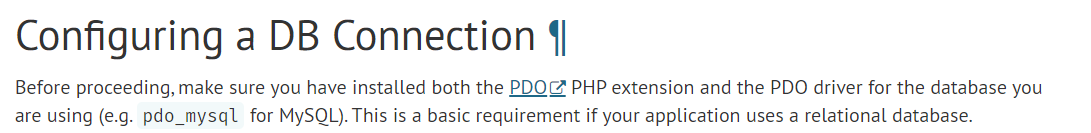 Configuring a DB Connection ¶
Before proceeding, make sure you have installed both the PDO PHP extension and the PDO driver for the database you
are using (e.g. pdo_mysql for MySQL). This is a basic requirement if your application uses a relational database.